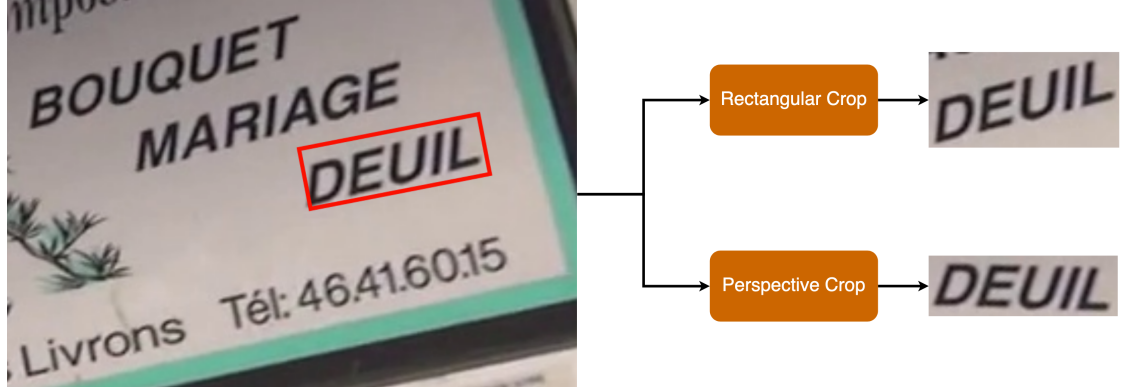 BOUQUET
MARIAGE
DEUIL
Tél: 46.41.60.15
Livrons
Rectangular Crop
DEUIL
Perspective Crop
DEUIL